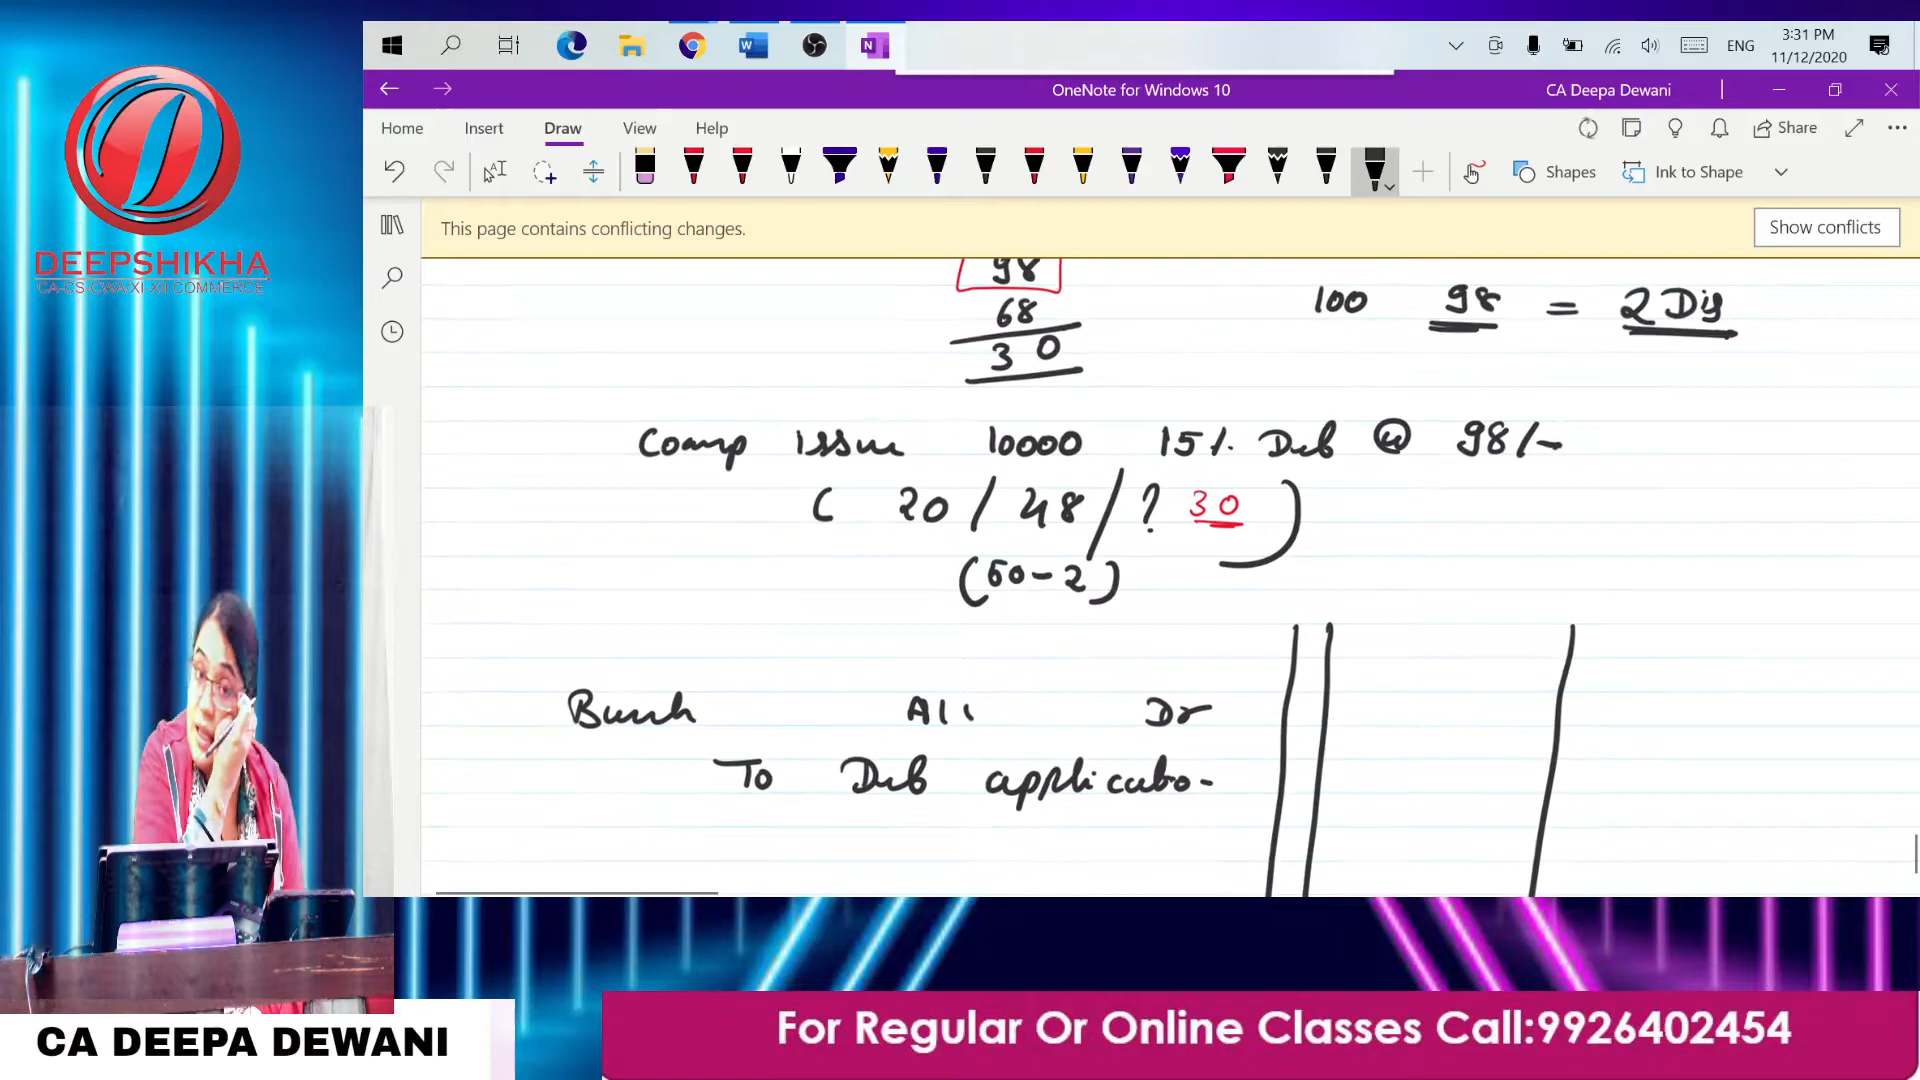 3:31 PM
ENG
11/12/2020
OneNote for Windows 10
CA Deepa Dewani
Home Insert Draw View Help
Share
Shapes
Ink to Shape
This page contains conflicting changes.
Show conflicts
DEEPSHIKHA
CA-CS-CWA-XI-XII COMMERCE
98
68
30
100 98 = 2 Dis
Comp Issue 10000 15%. Deb @ 98/-
( 20 / 48 / ? 30 )
(50-2)
Bank A/c Dr
To Deb applicatio-
CA DEEPA DEWANI
For Regular Or Online Classes Call:9926402454